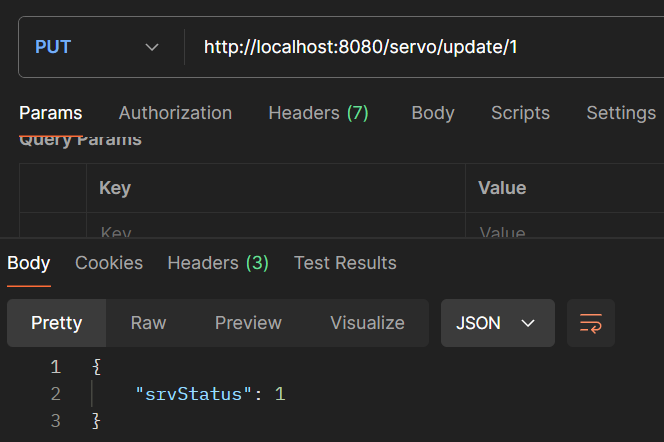 PUT http://localhost:8080/servo/update/1
Params Authorization Headers (7) Body Scripts Settings
Query Params
Key Value
Key Value
Body Cookies Headers (3) Test Results
Pretty Raw Preview Visualize JSON
1 {
2 "srvStatus": 1
3 }